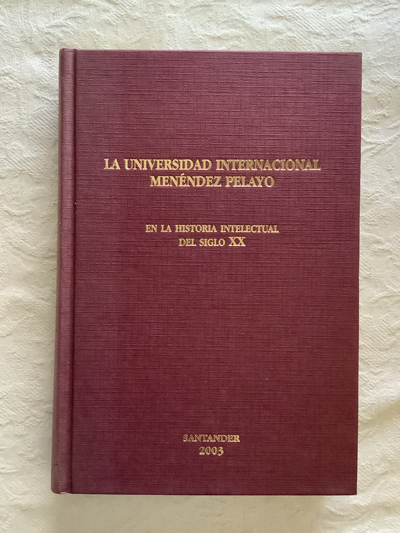 LA UNIVERSIDAD INTERNACIONAL
MENÉNDEZ PELAYO
EN LA HISTORIA INTELECTUAL
DEL SIGLO XX
SANTANDER
2003